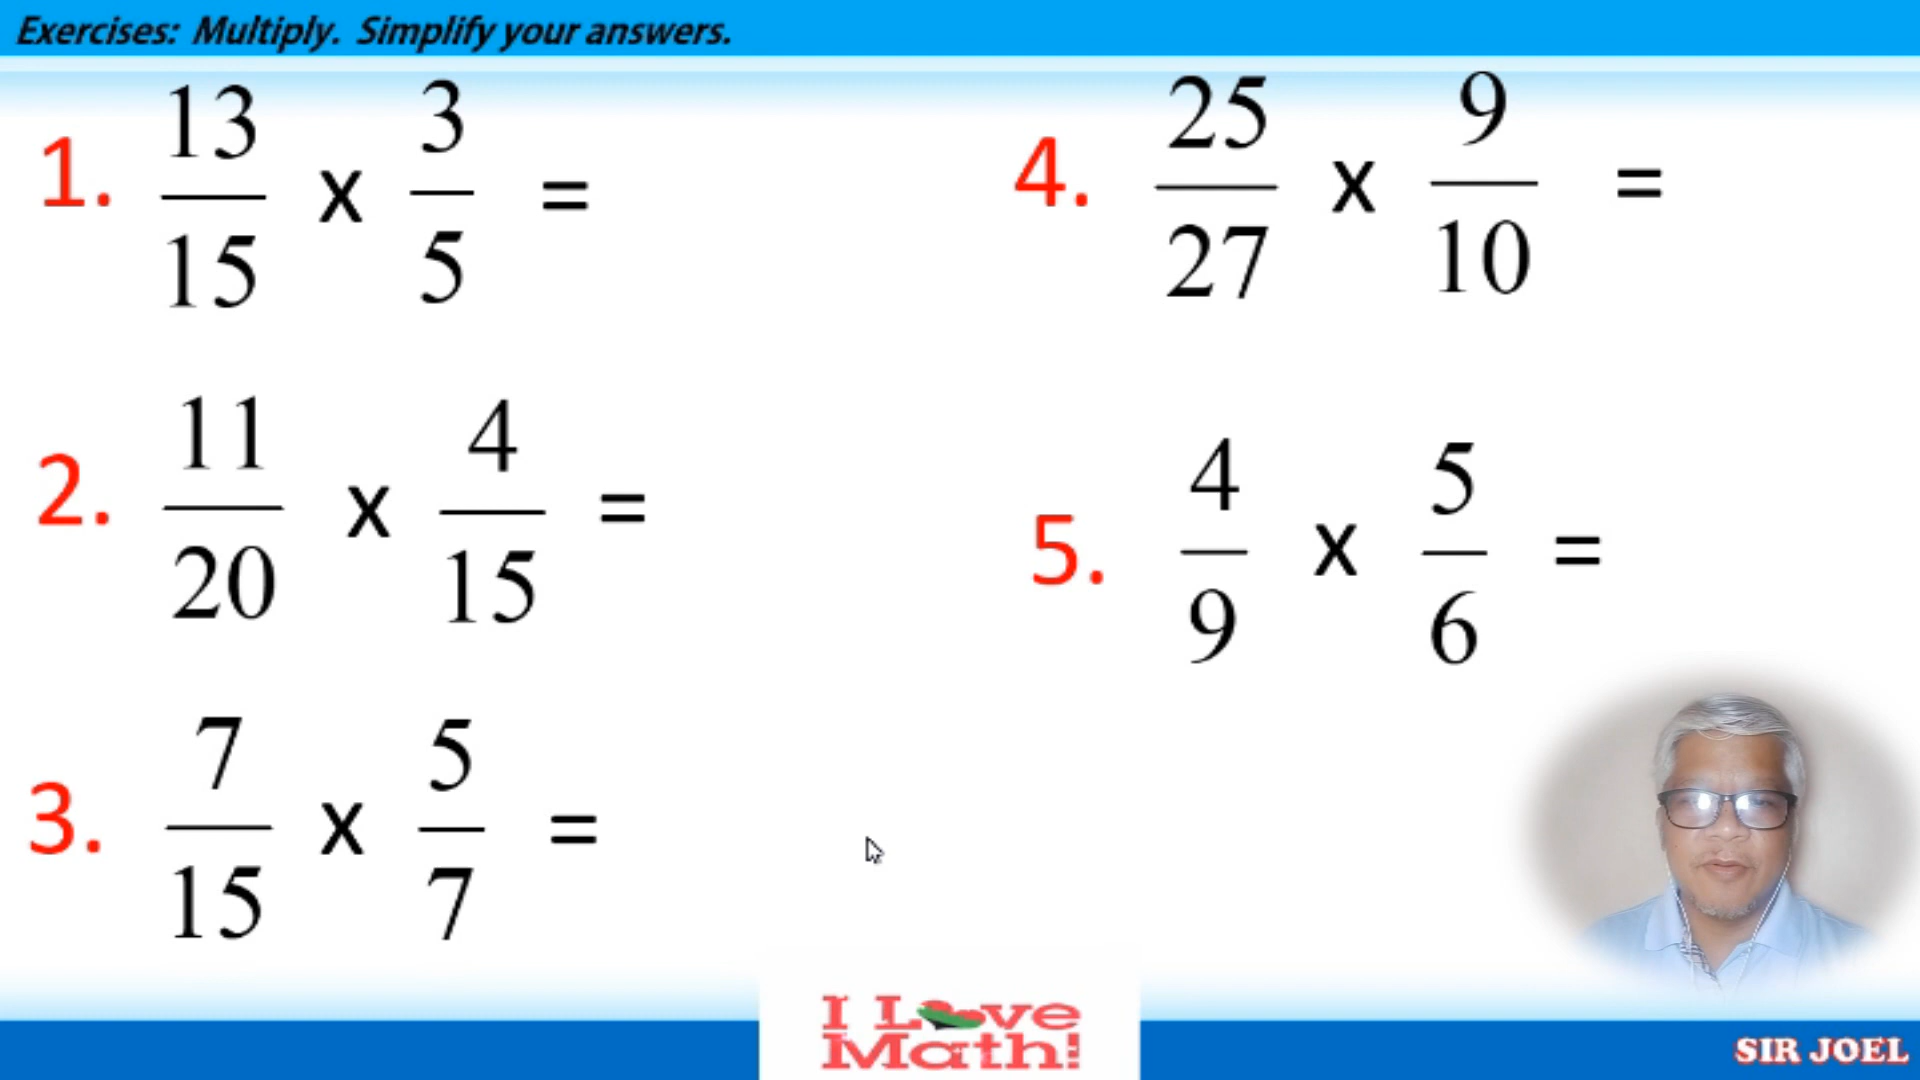 Exercises: Multiply. Simplify your answers.
1. 13/15 x 3/5 =
2. 11/20 x 4/15 =
3. 7/15 x 5/7 =
4. 25/27 x 9/10 =
5. 4/9 x 5/6 =
I Love
Math!
SIR JOEL